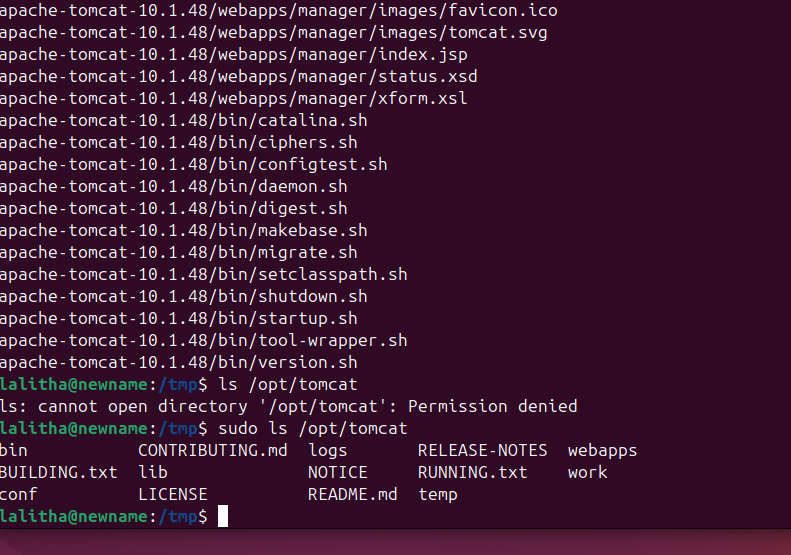 apache-tomcat-10.1.48/webapps/manager/images/favicon.ico
apache-tomcat-10.1.48/webapps/manager/images/tomcat.svg
apache-tomcat-10.1.48/webapps/manager/index.jsp
apache-tomcat-10.1.48/webapps/manager/status.xsd
apache-tomcat-10.1.48/webapps/manager/xform.xsl
apache-tomcat-10.1.48/bin/catalina.sh
apache-tomcat-10.1.48/bin/ciphers.sh
apache-tomcat-10.1.48/bin/configtest.sh
apache-tomcat-10.1.48/bin/daemon.sh
apache-tomcat-10.1.48/bin/digest.sh
apache-tomcat-10.1.48/bin/makebase.sh
apache-tomcat-10.1.48/bin/migrate.sh
apache-tomcat-10.1.48/bin/setclasspath.sh
apache-tomcat-10.1.48/bin/shutdown.sh
apache-tomcat-10.1.48/bin/startup.sh
apache-tomcat-10.1.48/bin/tool-wrapper.sh
apache-tomcat-10.1.48/bin/version.sh
lalitha@newname:/tmp$ ls /opt/tomcat
ls: cannot open directory '/opt/tomcat': Permission denied
lalitha@newname:/tmp$ sudo ls /opt/tomcat
bin CONTRIBUTING.md logs RELEASE-NOTES webapps
BUILDING.txt lib NOTICE RUNNING.txt work
conf LICENSE README.md temp
lalitha@newname:/tmp$